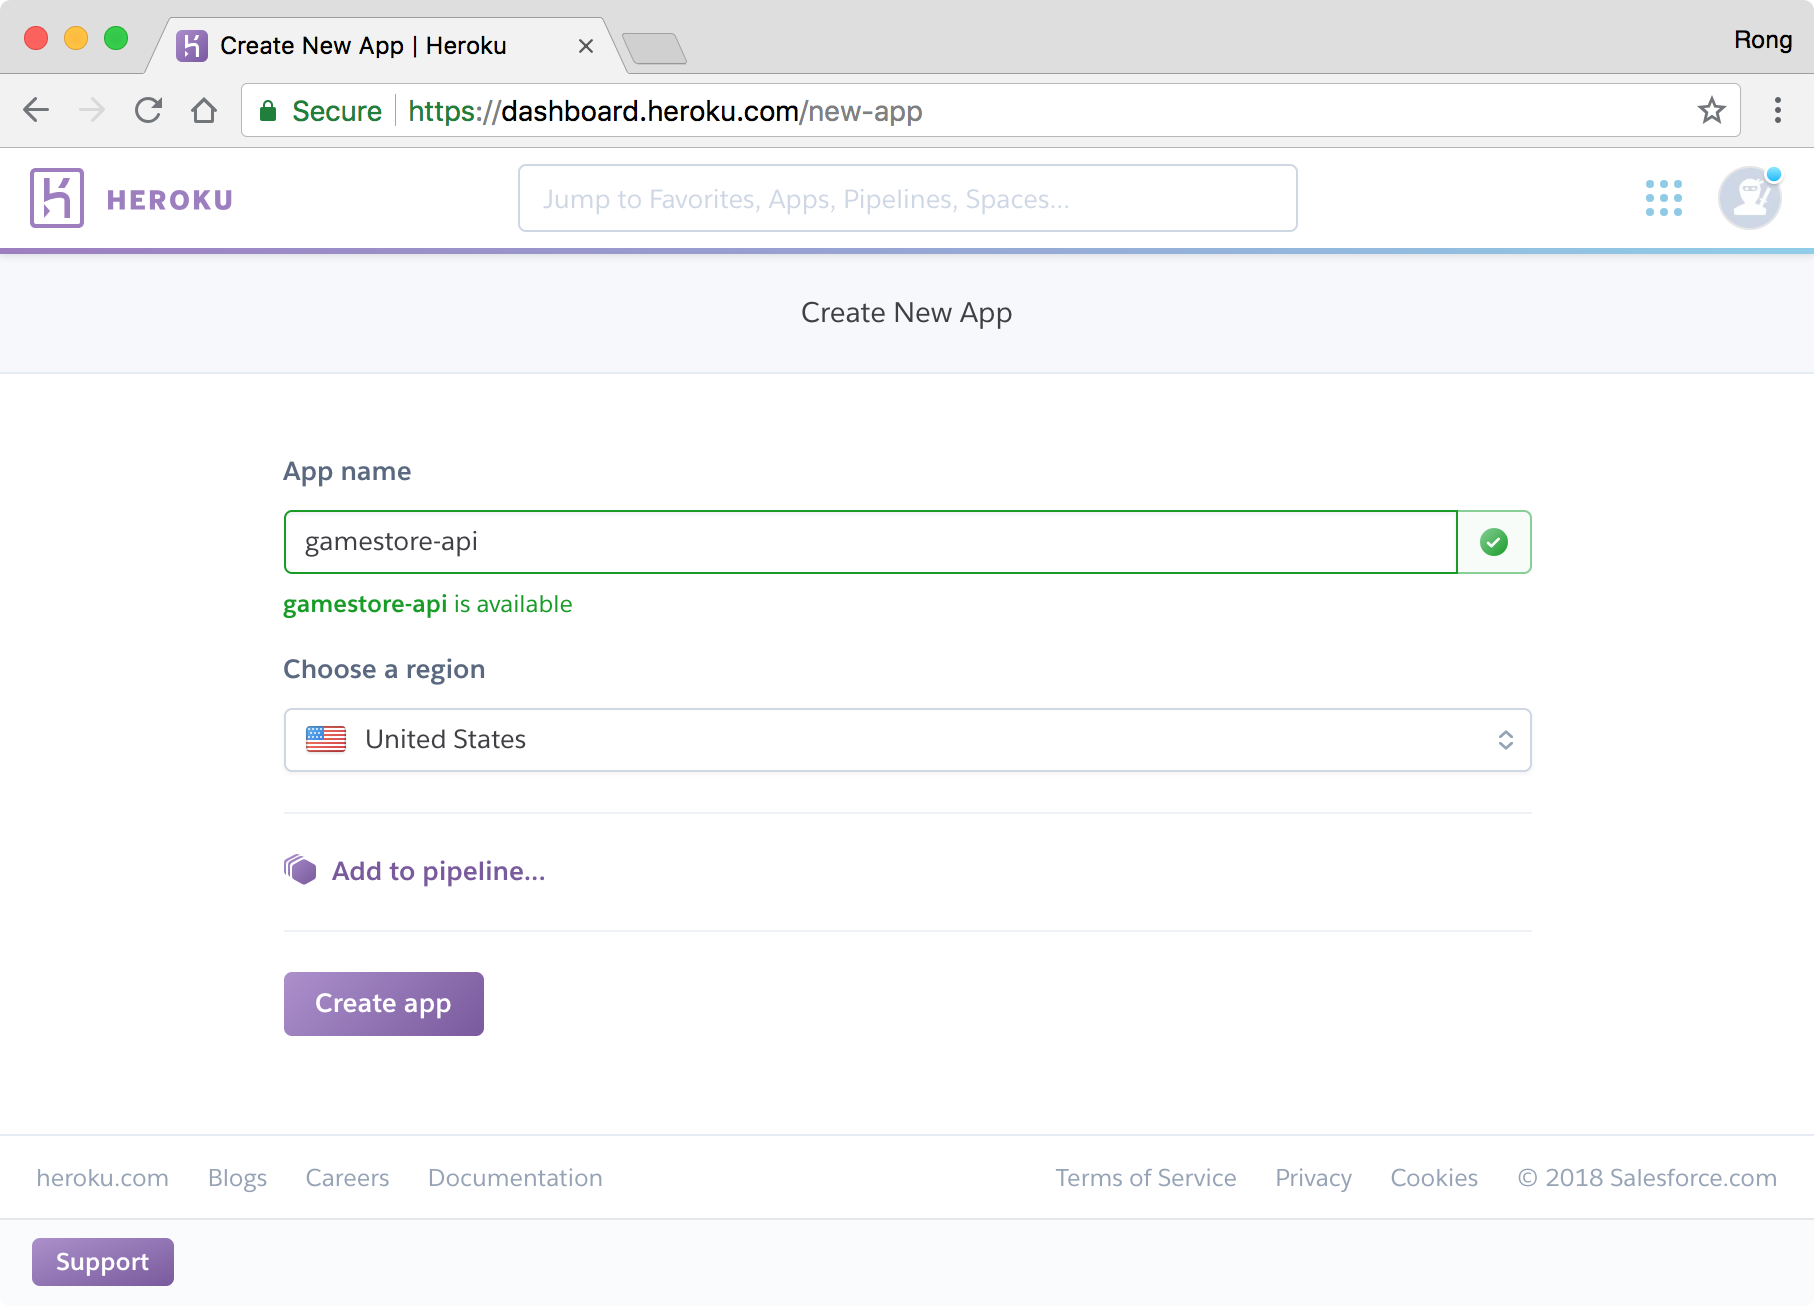 Create New App | Heroku
Rong
Secure https://dashboard.heroku.com/new-app
HEROKU
Jump to Favorites, Apps, Pipelines, Spaces...
Create New App
App name
gamestore-api
gamestore-api is available
Choose a region
United States
Add to pipeline...
Create app
heroku.com Blogs Careers Documentation Terms of Service Privacy Cookies © 2018 Salesforce.com
Support